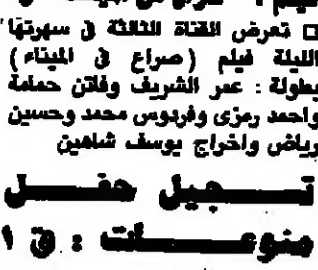 □ تعرض القناة الثالثة في سهرتها
الليلة فيلم ( صراع في الميناء )
بطولة : عمر الشريف وفاتن حمامة
واحمد رمزى وفردوس محمد وحسين
رياض واخراج يوسف شاهين
تسجيل حفل
منوعات : ق ١